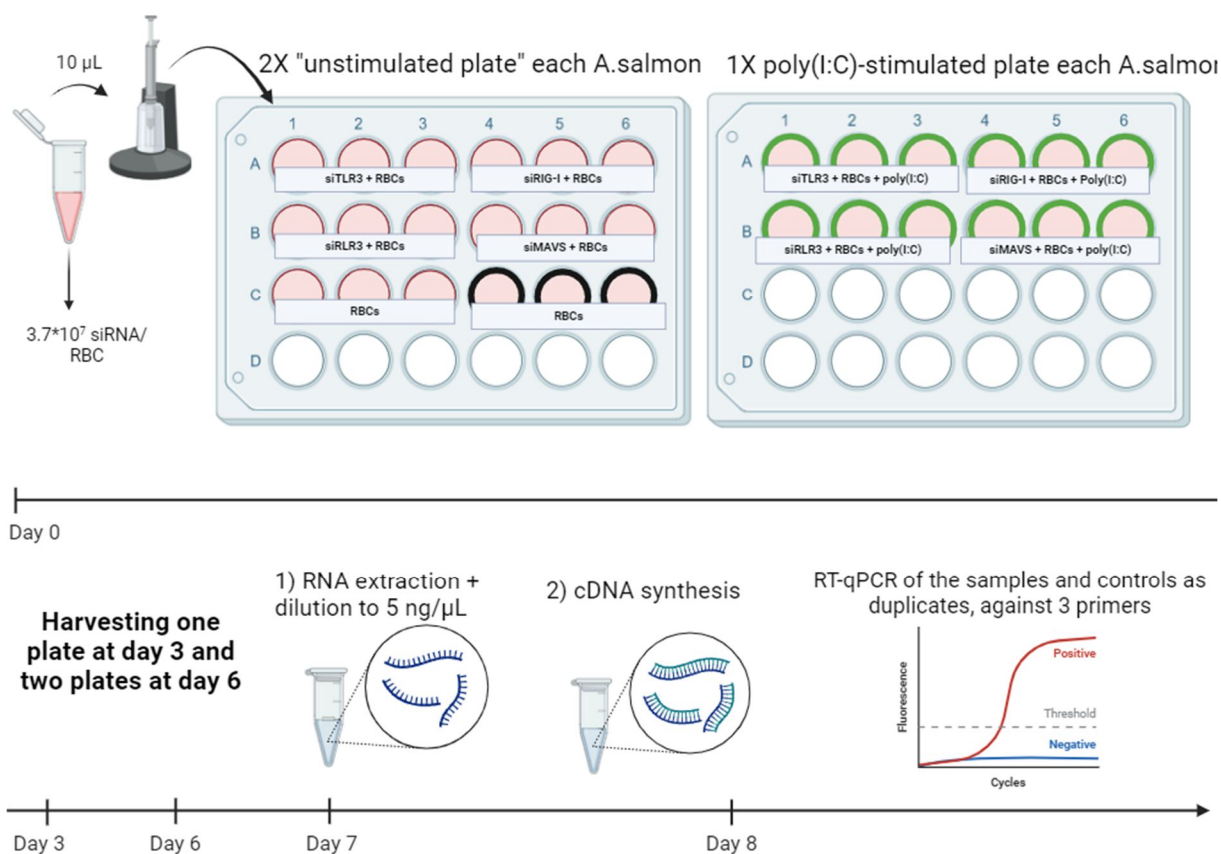 10 µL
2X "unstimulated plate" each A.salmon
1X poly(I:C)-stimulated plate each A.salmon
1 2 3 4 5 6
A
siTLR3 + RBCs
siRIG-I + RBCs
B
siRLR3 + RBCs
siMAVS + RBCs
C
RBCs
RBCs
D
1 2 3 4 5 6
A
siTLR3 + RBCs + poly(I:C)
siRIG-I + RBCs + Poly(I:C)
B
siRLR3 + RBCs + poly(I:C)
siMAVS + RBCs + poly(I:C)
C
D
3.7*10⁷ siRNA/
RBC
Day 0
Harvesting one
plate at day 3 and
two plates at day 6
1) RNA extraction +
dilution to 5 ng/µL
2) cDNA synthesis
RT-qPCR of the samples and controls as
duplicates, against 3 primers
Fluorescence
Positive
Threshold
Negative
Cycles
Day 3
Day 6
Day 7
Day 8